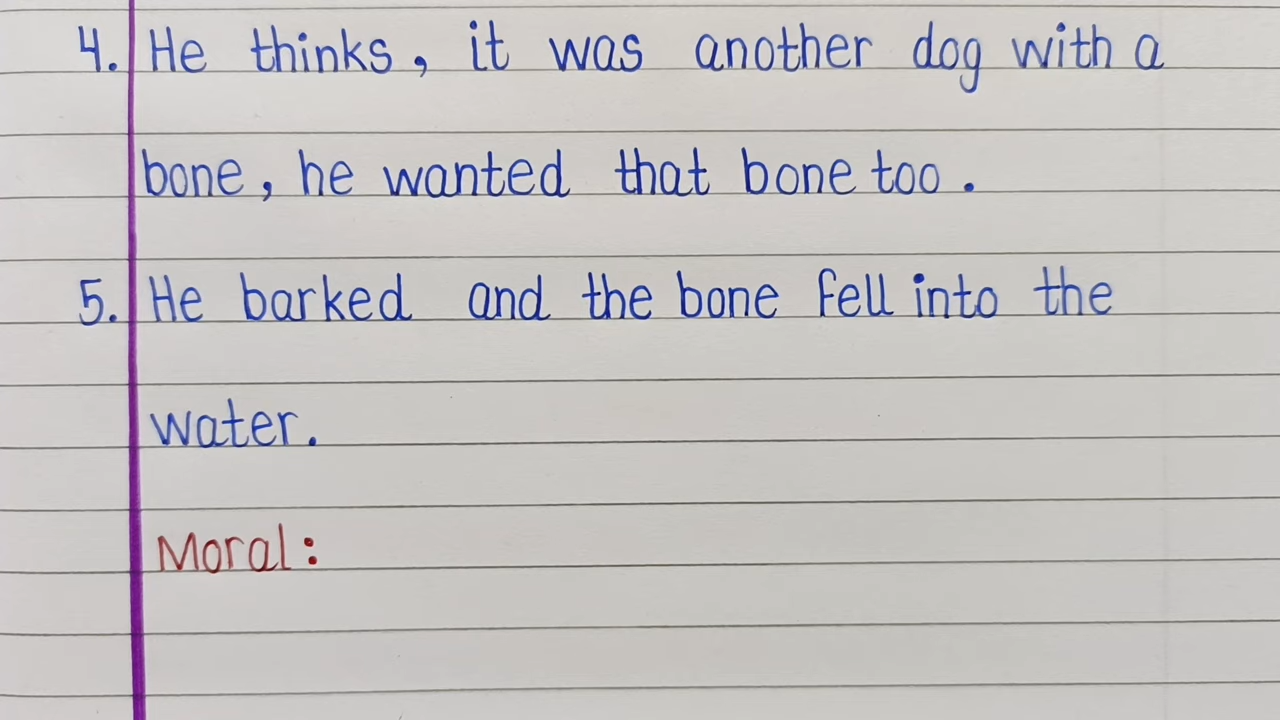 4. He thinks, it was another dog with a
bone, he wanted that bone too.
5. He barked and the bone fell into the
water.
Moral: